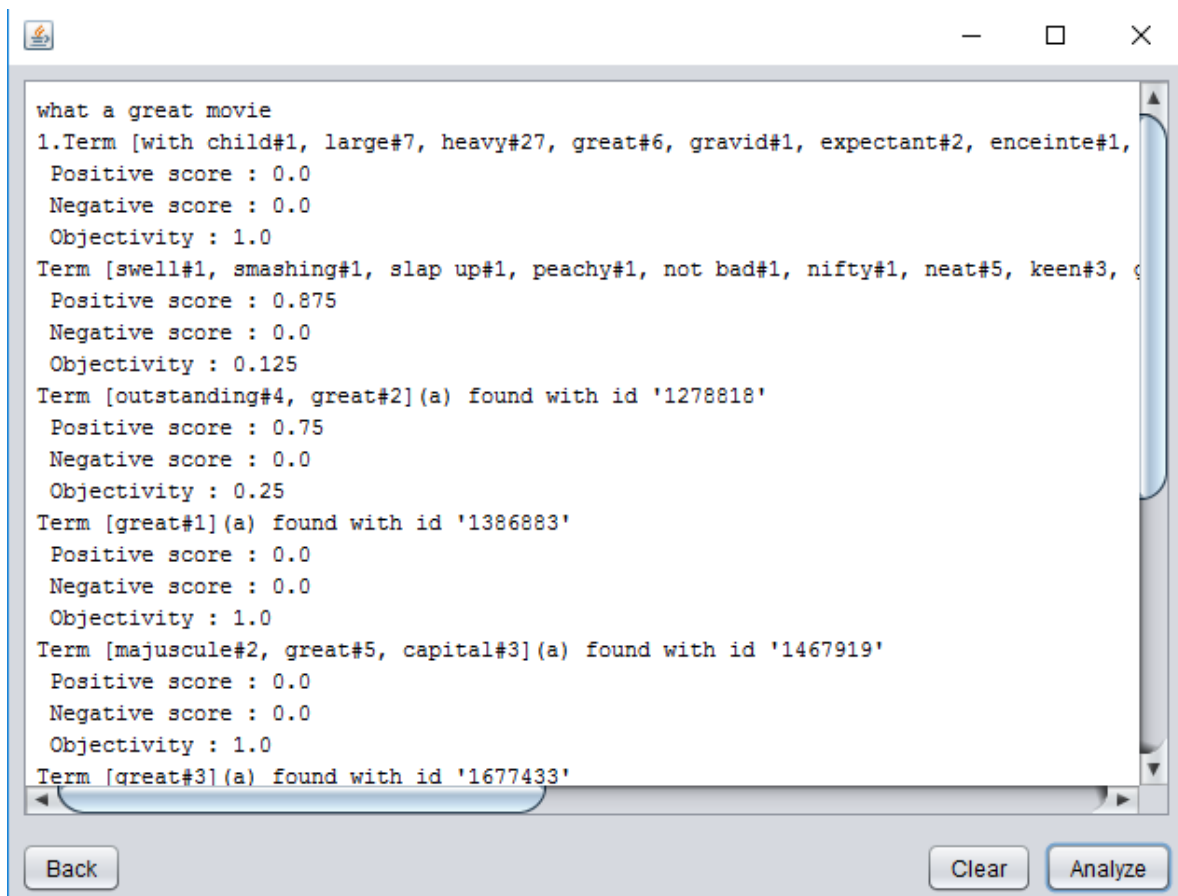 what a great movie
1.Term [with child#1, large#7, heavy#27, great#6, gravid#1, expectant#2, enceinte#1,
Positive score : 0.0
Negative score : 0.0
Objectivity : 1.0
Term [swell#1, smashing#1, slap up#1, peachy#1, not bad#1, nifty#1, neat#5, keen#3,
Positive score : 0.875
Negative score : 0.0
Objectivity : 0.125
Term [outstanding#4, great#2](a) found with id '1278818'
Positive score : 0.75
Negative score : 0.0
Objectivity : 0.25
Term [great#1](a) found with id '1386883'
Positive score : 0.0
Negative score : 0.0
Objectivity : 1.0
Term [majuscule#2, great#5, capital#3](a) found with id '1467919'
Positive score : 0.0
Negative score : 0.0
Objectivity : 1.0
Term [great#3](a) found with id '1677433'
Back Clear Analyze